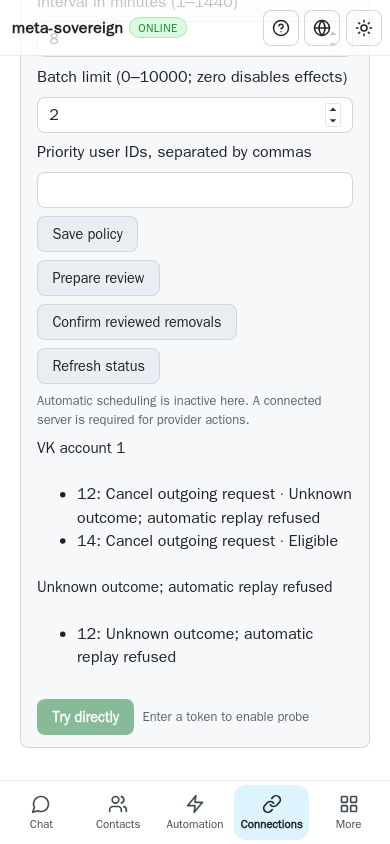 Interval in minutes (1–1440)
meta-sovereign ONLINE
8
Batch limit (0–10000; zero disables effects)
2
Priority user IDs, separated by commas
Save policy
Prepare review
Confirm reviewed removals
Refresh status
Automatic scheduling is inactive here. A connected
server is required for provider actions.
VK account 1
• 12: Cancel outgoing request · Unknown
outcome; automatic replay refused
• 14: Cancel outgoing request · Eligible
Unknown outcome; automatic replay refused
• 12: Unknown outcome; automatic
replay refused
Try directly Enter a token to enable probe
Chat Contacts Automation Connections More